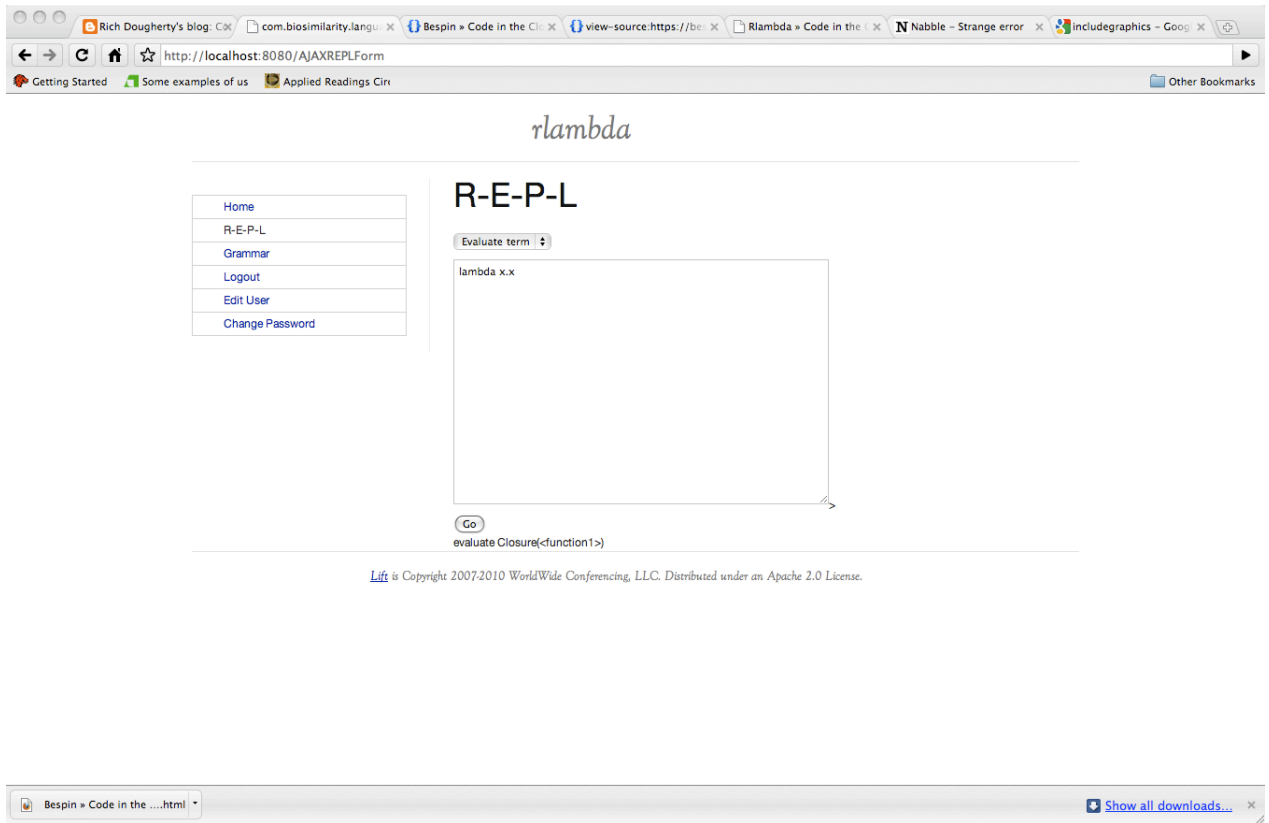 Rich Dougherty's blog: Co
com.biosimilarity.langu
Bespin » Code in the Clo
view-source:https://bes
Rlambda » Code in the C
Nabble – Strange error
includegraphics – Goog
http://localhost:8080/AJAXREPLForm
Getting Started Some examples of us Applied Readings Circ Other Bookmarks
rlambda
Home
R-E-P-L
Grammar
Logout
Edit User
Change Password
R-E-P-L
Evaluate term
lambda x.x
>
Go
evaluate Closure(<function1>)
Lift is Copyright 2007-2010 WorldWide Conferencing, LLC. Distributed under an Apache 2.0 License.
Bespin » Code in the ....html Show all downloads...